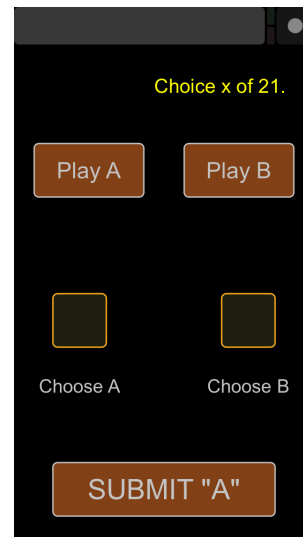 Choice x of 21.
Play A
Play B
Choose A
Choose B
SUBMIT "A"